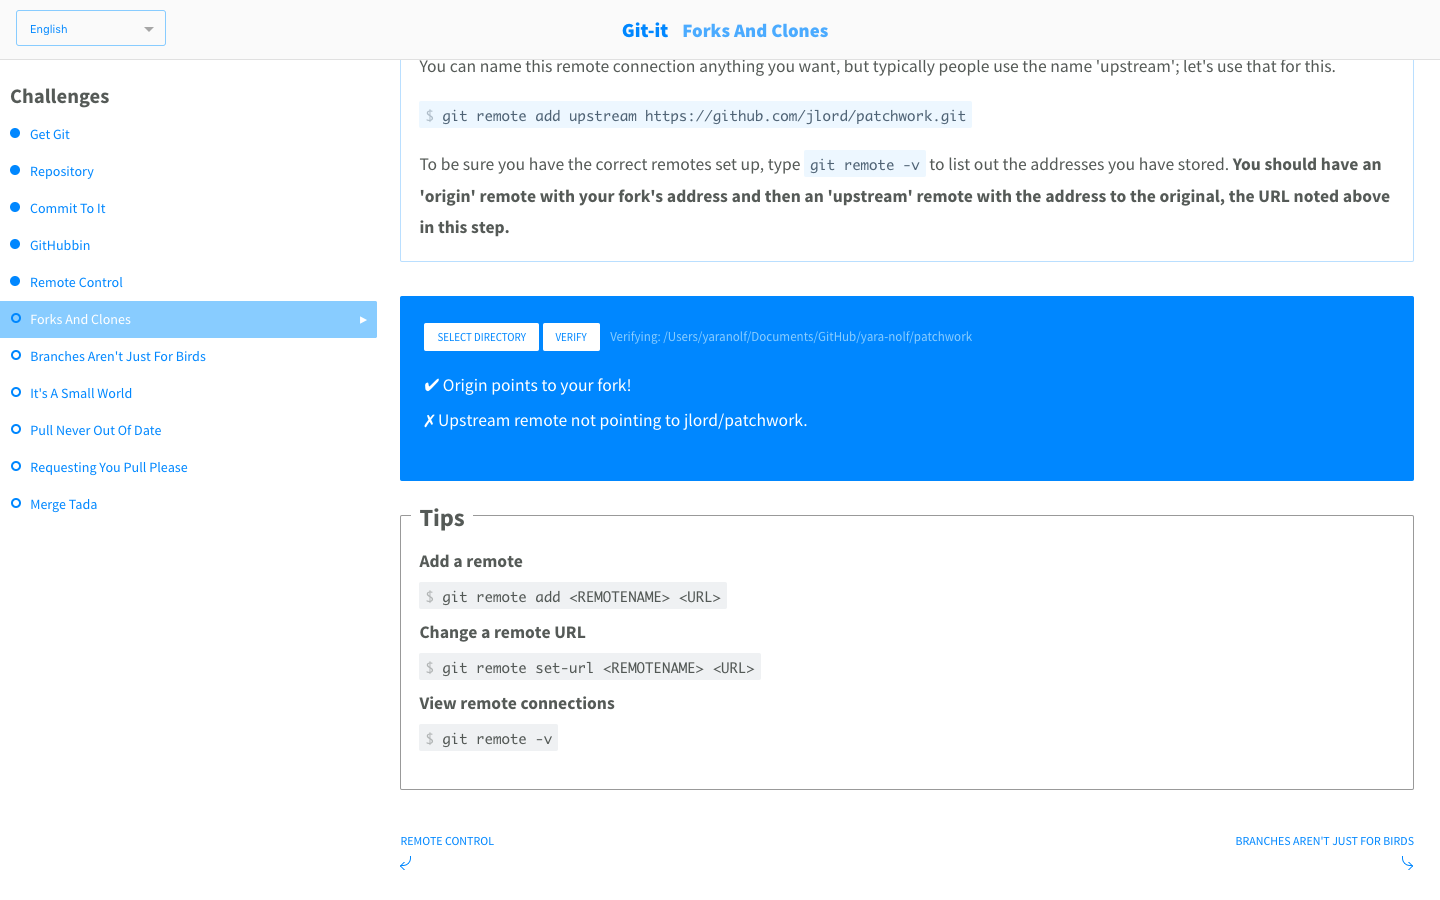 English
Git-it Forks And Clones
Challenges
Get Git
Repository
Commit To It
GitHubbin
Remote Control
Forks And Clones
Branches Aren't Just For Birds
It's A Small World
Pull Never Out Of Date
Requesting You Pull Please
Merge Tada
You can name this remote connection anything you want, but typically people use the name 'upstream'; let's use that for this.
$ git remote add upstream https://github.com/jlord/patchwork.git
To be sure you have the correct remotes set up, type git remote -v to list out the addresses you have stored. You should have an
'origin' remote with your fork's address and then an 'upstream' remote with the address to the original, the URL noted above
in this step.
SELECT DIRECTORY VERIFY Verifying: /Users/yaranolf/Documents/GitHub/yara-nolf/patchwork
✔ Origin points to your fork!
✗ Upstream remote not pointing to jlord/patchwork.
Tips
Add a remote
$ git remote add <REMOTENAME> <URL>
Change a remote URL
$ git remote set-url <REMOTENAME> <URL>
View remote connections
$ git remote -v
REMOTE CONTROL
BRANCHES AREN'T JUST FOR BIRDS